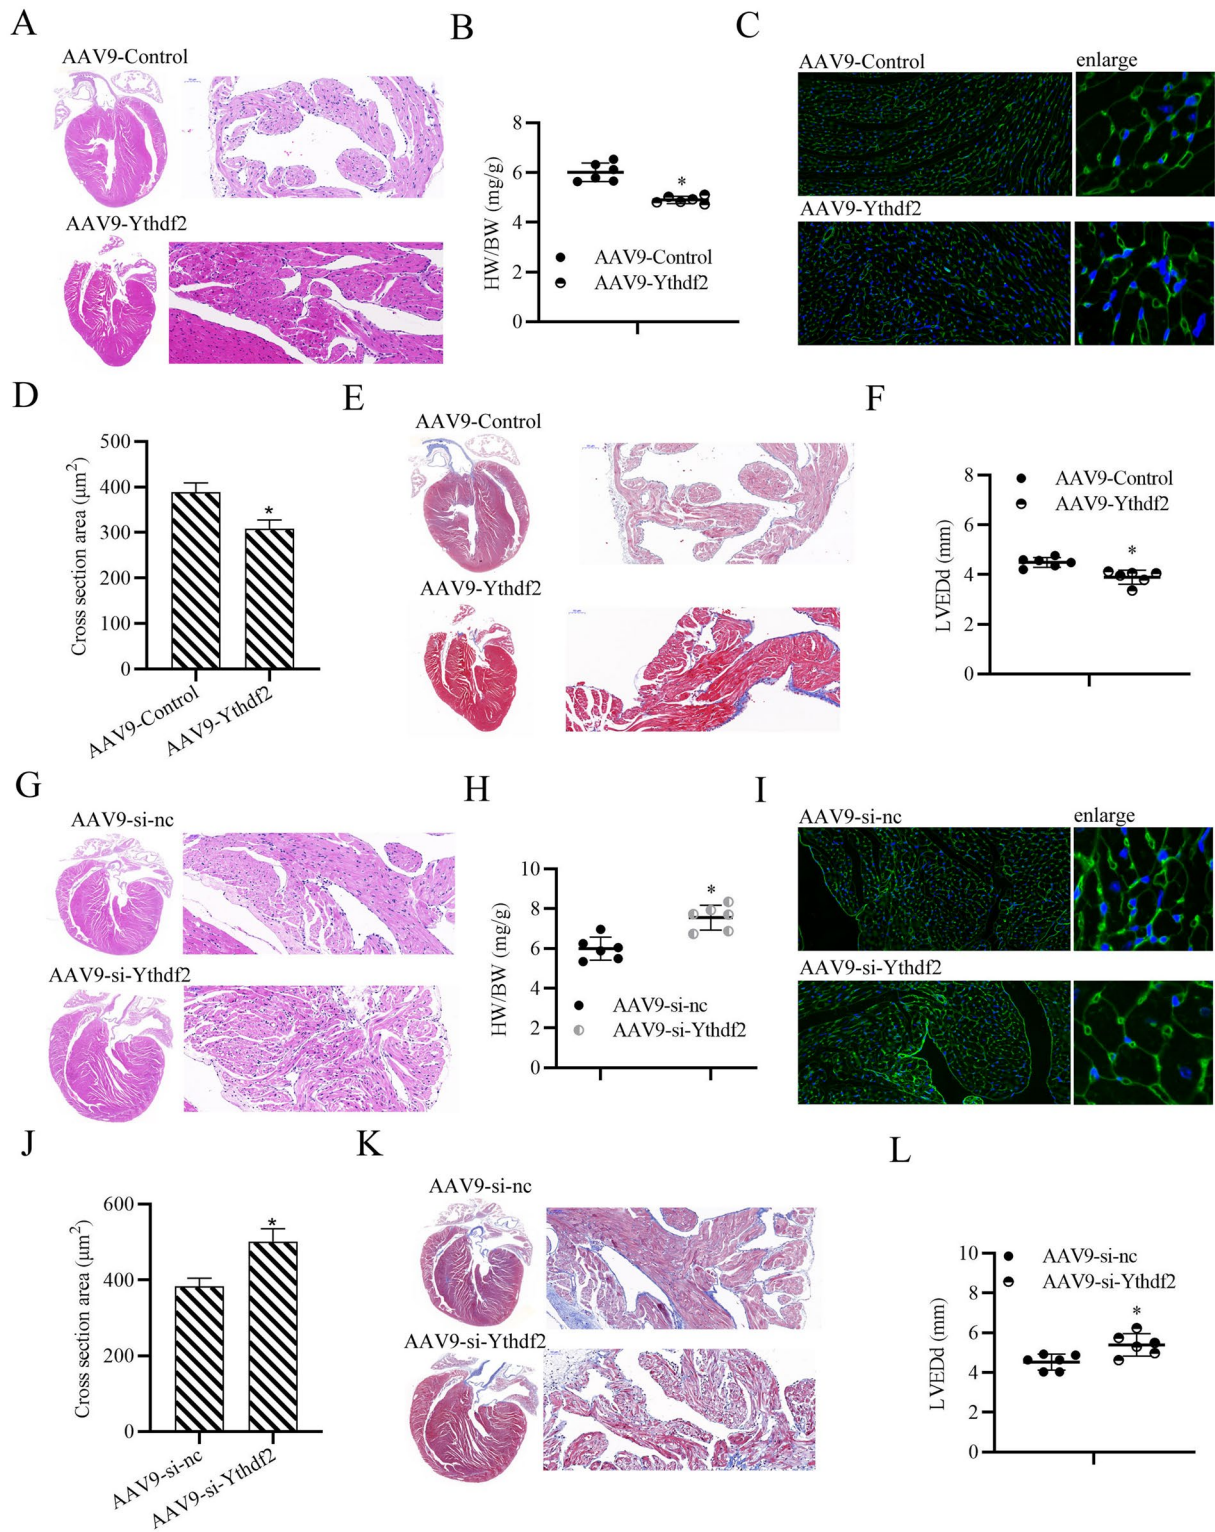 A
AAV9-Control
AAV9-Ythdf2
B
8
6
4
2
0
HW/BW (mg/g)
*
AAV9-Control
AAV9-Ythdf2
C
AAV9-Control
enlarge
AAV9-Ythdf2
D
500
400
300
200
100
0
Cross section area (µm²)
*
AAV9-Control
AAV9-Ythdf2
E
AAV9-Control
AAV9-Ythdf2
F
8
6
4
2
0
LVEDd (mm)
AAV9-Control
AAV9-Ythdf2
*
G
AAV9-si-nc
AAV9-si-Ythdf2
H
10
8
6
4
2
0
HW/BW (mg/g)
*
AAV9-si-nc
AAV9-si-Ythdf2
I
AAV9-si-nc
enlarge
AAV9-si-Ythdf2
J
600
400
200
0
Cross section area (µm²)
*
AAV9-si-nc
AAV9-si-Ythdf2
K
AAV9-si-nc
AAV9-si-Ythdf2
L
10
8
6
4
2
0
LVEDd (mm)
AAV9-si-nc
AAV9-si-Ythdf2
*